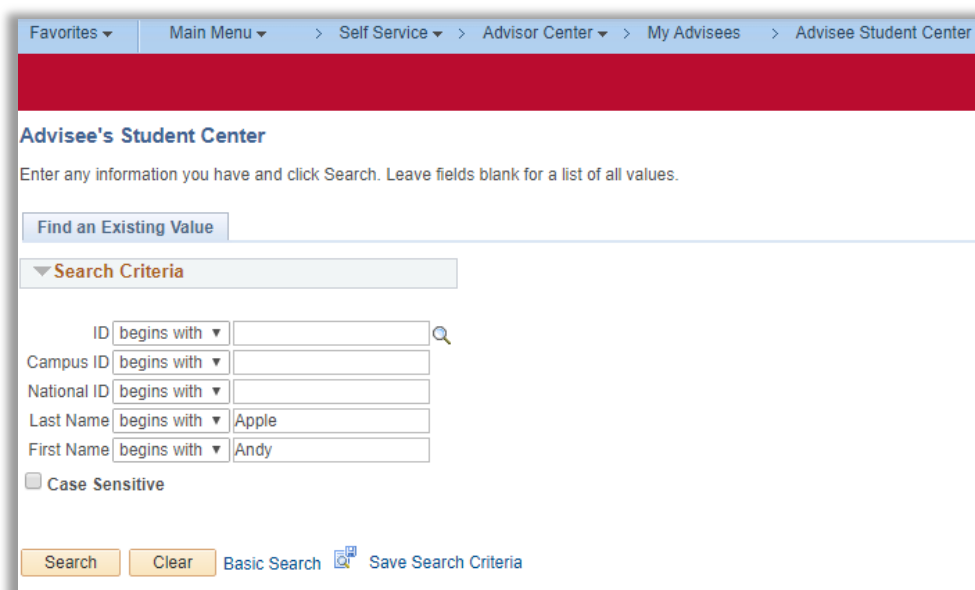 Favorites Main Menu > Self Service > Advisor Center > My Advisees > Advisee Student Center
Advisee's Student Center
Enter any information you have and click Search. Leave fields blank for a list of all values.
Find an Existing Value
Search Criteria
ID begins with
Campus ID begins with
National ID begins with
Last Name begins with Apple
First Name begins with Andy
Case Sensitive
Search Clear Basic Search Save Search Criteria